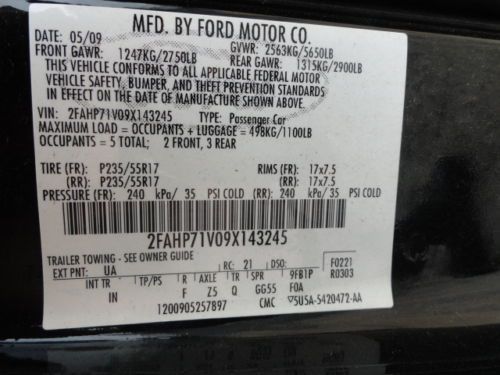 MFD. BY FORD MOTOR CO.
DATE: 05/09 GVWR: 2563KG/5650LB
FRONT GAWR: 1247KG/2750LB REAR GAWR: 1315KG/2900LB
THIS VEHICLE CONFORMS TO ALL APPLICABLE FEDERAL MOTOR
VEHICLE SAFETY, BUMPER, AND THEFT PREVENTION STANDARDS
IN EFFECT ON THE DATE OF MANUFACTURE SHOWN ABOVE.
VIN: 2FAHP71V09X143245 TYPE: Passenger Car
MAXIMUM LOAD = OCCUPANTS + LUGGAGE = 498KG/1100LB
OCCUPANTS = 5 TOTAL; 2 FRONT, 3 REAR
TIRE (FR): P235/55R17 RIMS (FR): 17x7.5
(RR): P235/55R17 (RR): 17x7.5
PRESSURE (FR): 240 kPa/ 35 PSI COLD (RR): 240 kPa/ 35 PSI COLD
2FAHP71V09X143245
TRAILER TOWING - SEE OWNER GUIDE
EXT PNT: UA RC: 21 DSO: F0221
INT TR TP/PS R AXLE TR SPR 9FB1P R0303
IN F Z5 Q GG55 FOA
1200905257897 CMC ▽5USA-5420472-AA